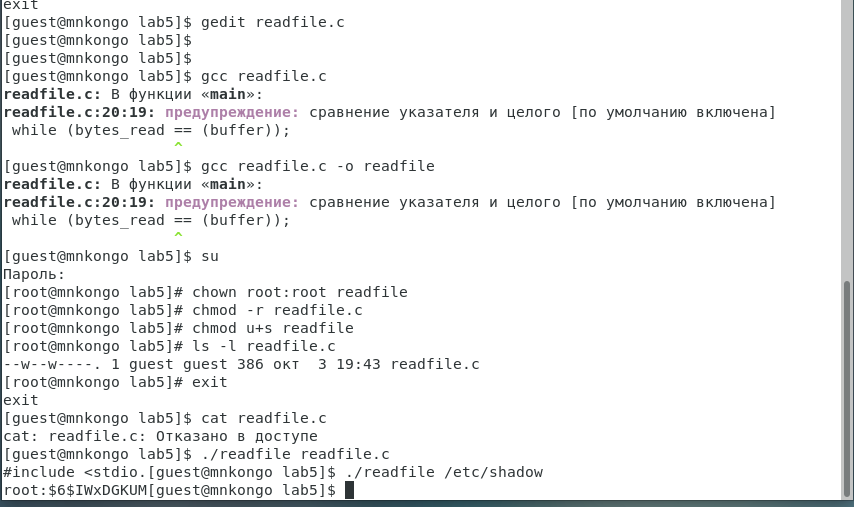 exit
[guest@mnkongo lab5]$ gedit readfile.c
[guest@mnkongo lab5]$
[guest@mnkongo lab5]$
[guest@mnkongo lab5]$ gcc readfile.c
readfile.c: В функции «main»:
readfile.c:20:19: предупреждение: сравнение указателя и целого [по умолчанию включена]
 while (bytes_read == (buffer));
                   ^
[guest@mnkongo lab5]$ gcc readfile.c -o readfile
readfile.c: В функции «main»:
readfile.c:20:19: предупреждение: сравнение указателя и целого [по умолчанию включена]
 while (bytes_read == (buffer));
                   ^
[guest@mnkongo lab5]$ su
Пароль:
[root@mnkongo lab5]# chown root:root readfile
[root@mnkongo lab5]# chmod -r readfile.c
[root@mnkongo lab5]# chmod u+s readfile
[root@mnkongo lab5]# ls -l readfile.c
--w--w----. 1 guest guest 386 окт  3 19:43 readfile.c
[root@mnkongo lab5]# exit
exit
[guest@mnkongo lab5]$ cat readfile.c
cat: readfile.c: Отказано в доступе
[guest@mnkongo lab5]$ ./readfile readfile.c
#include <stdio.[guest@mnkongo lab5]$ ./readfile /etc/shadow
root:$6$IWxDGKUM[guest@mnkongo lab5]$